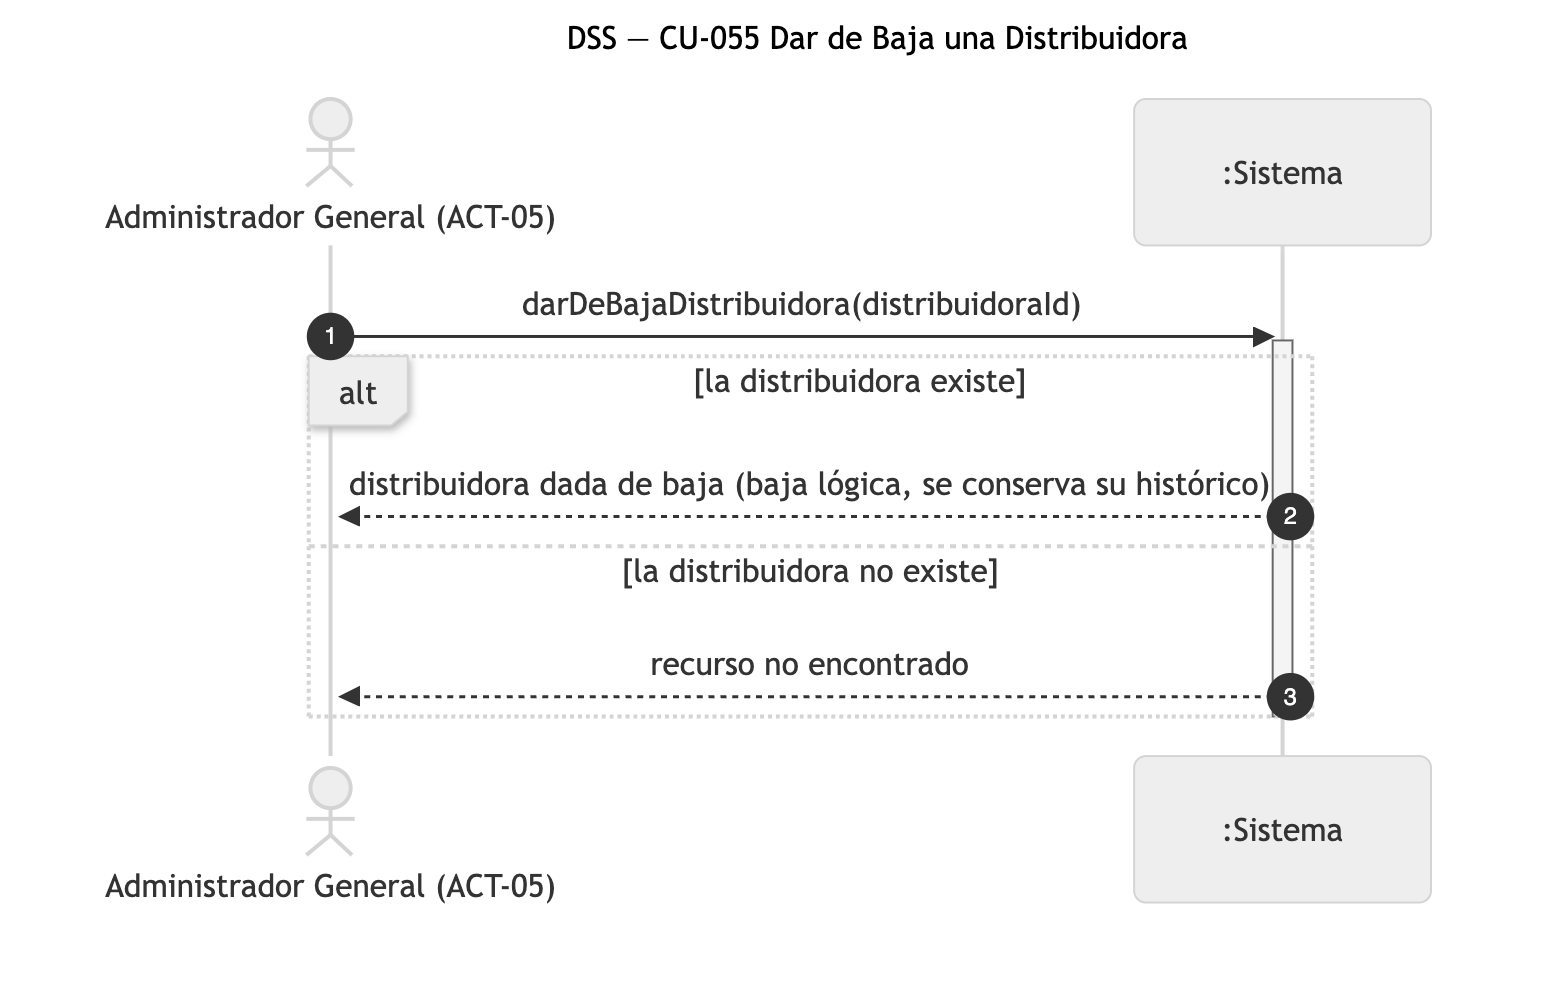 DSS — CU-055 Dar de Baja una Distribuidora
:Sistema
Administrador General (ACT-05)
darDeBajaDistribuidora(distribuidoraId)
1
alt
[la distribuidora existe]
distribuidora dada de baja (baja lógica, se conserva su histórico)
2
[la distribuidora no existe]
recurso no encontrado
3
:Sistema
Administrador General (ACT-05)